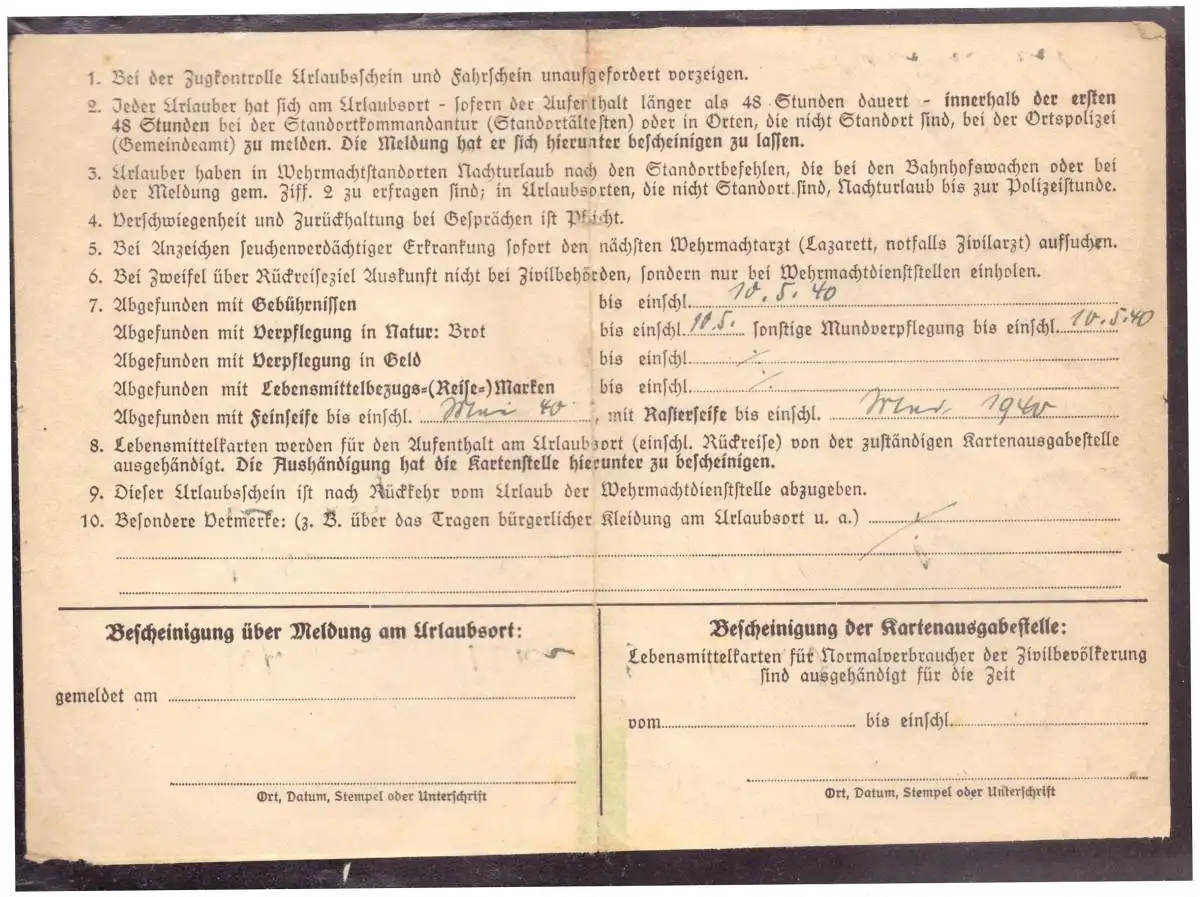 1. Bei der Zugkontrolle Urlaubsschein und Fahrschein unaufgefordert vorzeigen.
2. Jeder Urlauber hat sich am Urlaubsort - sofern der Aufenthalt länger als 48 Stunden dauert - innerhalb der ersten
48 Stunden bei der Standortkommandantur (Standortältesten) oder in Orten, die nicht Standort sind, bei der Ortspolizei
(Gemeindeamt) zu melden. Die Meldung hat er sich hierunter bescheinigen zu lassen.
3. Urlauber haben in Wehrmachtstandorten Nachturlaub nach den Standortbefehlen, die bei den Bahnhofswachen oder bei
der Meldung gem. Ziff. 2 zu erfragen sind; in Urlaubsorten, die nicht Standort sind, Nachturlaub bis zur Polizeistunde.
4. Verschwiegenheit und Zurückhaltung bei Gesprächen ist Pflicht.
5. Bei Anzeichen seuchenverdächtiger Erkrankung sofort den nächsten Wehrmachtarzt (Lazarett, notfalls Zivilarzt) aufsuchen.
6. Bei Zweifel über Rückreiseziel Auskunft nicht bei Zivilbehörden, sondern nur bei Wehrmachtdienststellen einholen.
7. Abgefunden mit Gebührnissen bis einschl. 10. 5. 40
Abgefunden mit Verpflegung in Natur: Brot bis einschl. 10.5. sonstige Mundverpflegung bis einschl. 10.5.40
Abgefunden mit Verpflegung in Geld bis einschl. ./.
Abgefunden mit Lebensmittelbezugs-(Reise-)Marken bis einschl. ./.
Abgefunden mit Feinseife bis einschl. Mai 40, mit Rasierseife bis einschl. Mai 1940
8. Lebensmittelkarten werden für den Aufenthalt am Urlaubsort (einschl. Rückreise) von der zuständigen Kartenausgabestelle
ausgehändigt. Die Aushändigung hat die Kartenstelle hierunter zu bescheinigen.
9. Dieser Urlaubsschein ist nach Rückkehr vom Urlaub der Wehrmachtdienststelle abzugeben.
10. Besondere Vermerke: (z. B. über das Tragen bürgerlicher Kleidung am Urlaubsort u. a.) ./.
Bescheinigung über Meldung am Urlaubsort:
gemeldet am
Ort, Datum, Stempel oder Unterschrift
Bescheinigung der Kartenausgabestelle:
Lebensmittelkarten für Normalverbraucher der Zivilbevölkerung
sind ausgehändigt für die Zeit
vom bis einschl.
Ort, Datum, Stempel oder Unterschrift